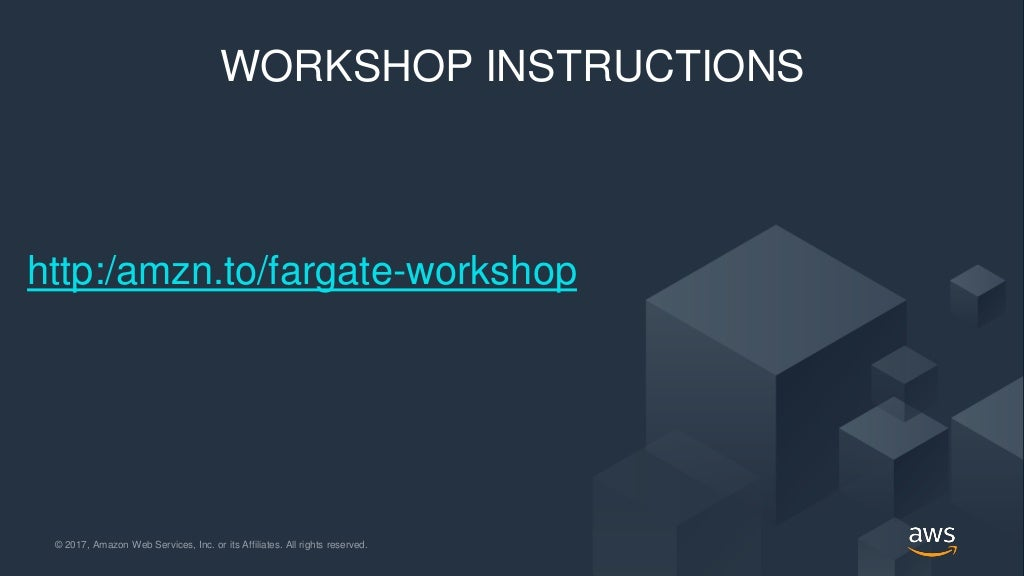 WORKSHOP INSTRUCTIONS
http:/amzn.to/fargate-workshop
© 2017, Amazon Web Services, Inc. or its Affiliates. All rights reserved.
aws